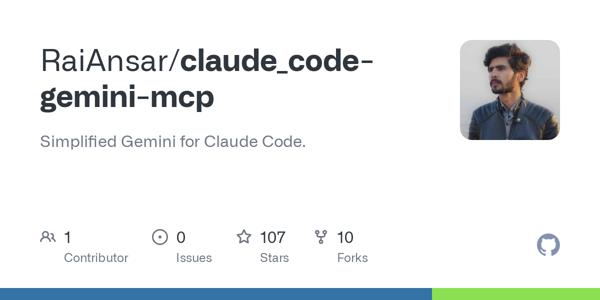 RaiAnsar/claude_code-
gemini-mcp
Simplified Gemini for Claude Code.
1 0 107 10
Contributor Issues Stars Forks